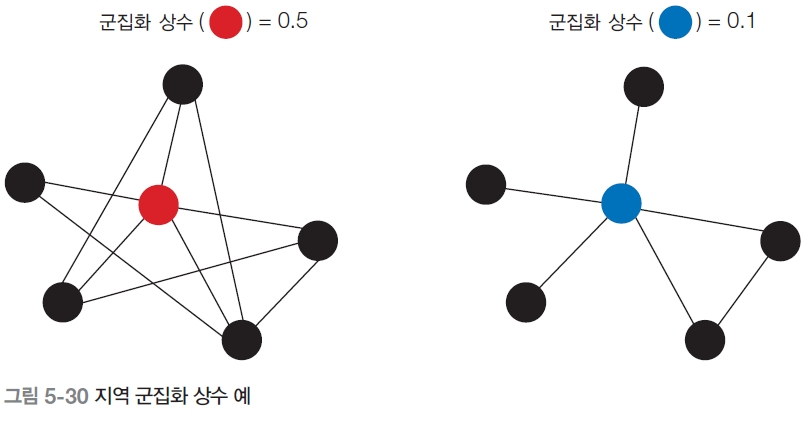 군집화 상수 ( ) = 0.5
군집화 상수 ( ) = 0.1
그림 5-30 지역 군집화 상수 예